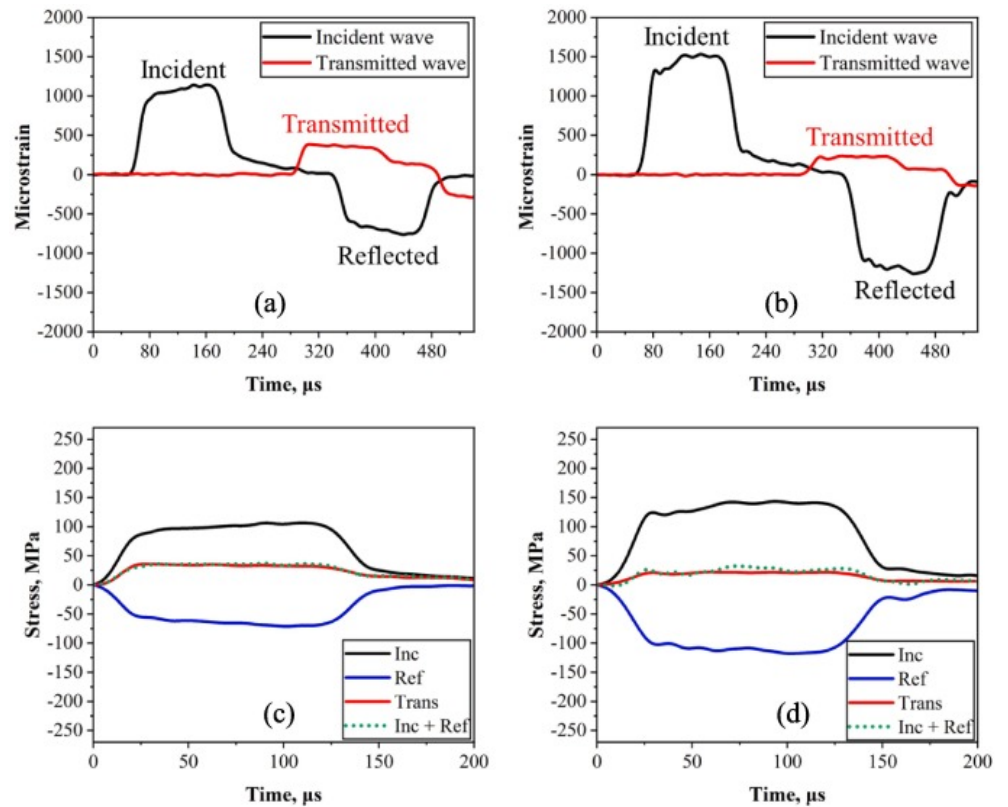 2000
1500
1000
500
0
-500
-1000
-1500
-2000
Microstrain
Incident wave
Transmitted wave
Incident
Transmitted
Reflected
(a)
0 80 160 240 320 400 480
Time, μs
2000
1500
1000
500
0
-500
-1000
-1500
-2000
Microstrain
Incident wave
Transmitted wave
Incident
Transmitted
Reflected
(b)
0 80 160 240 320 400 480
Time, μs
250
200
150
100
50
0
-50
-100
-150
-200
-250
Stress, MPa
Inc
Ref
Trans
Inc + Ref
(c)
0 50 100 150 200
Time, μs
250
200
150
100
50
0
-50
-100
-150
-200
-250
Stress, MPa
Inc
Ref
Trans
Inc + Ref
(d)
0 50 100 150 200
Time, μs